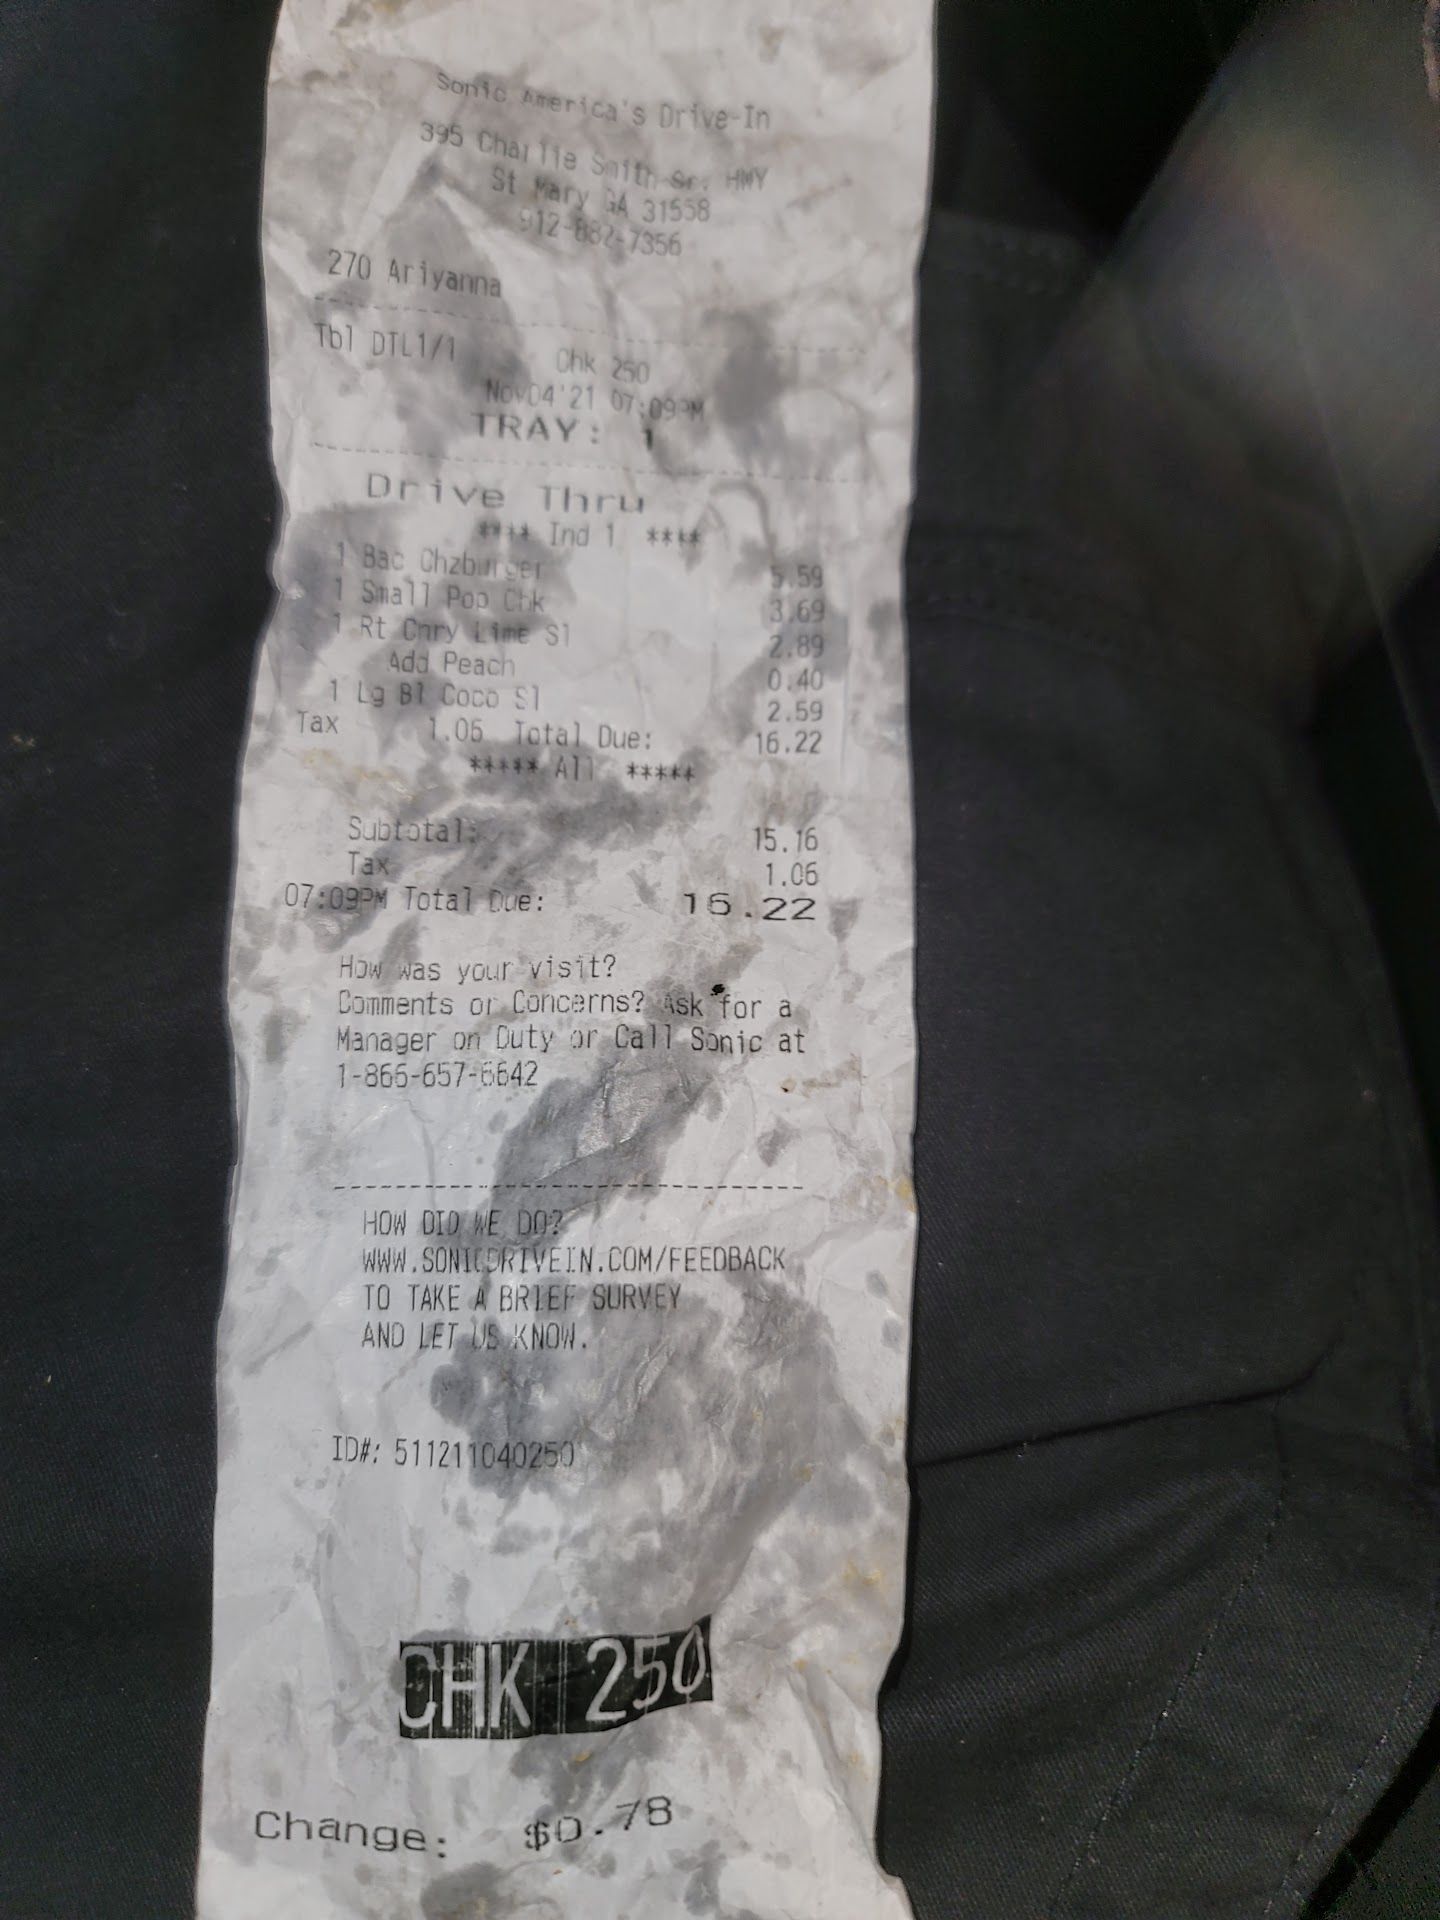 Sonic America's Drive-In
395 Charlie Smith Sr. HWY
St Mary GA 31558
912-882-7356
270 Ariyanna
Tbl DTL1/1 Chk 250
Nov04'21 07:09PM
TRAY: 1
Drive Thru
**** Ind 1 ****
1 Bac Chzburger 5.59
1 Small Pop Chk 3.69
1 Rt Chry Lime Sl 2.89
Add Peach 0.40
1 Lg Bl Coco Sl 2.59
Tax 1.06 Total Due: 16.22
***** All *****
Subtotal: 15.16
Tax 1.06
07:09PM Total Due: 16.22
How was your visit?
Comments or Concerns? Ask for a
Manager on Duty or Call Sonic at
1-866-657-6642
HOW DID WE DO?
WWW.SONICDRIVEIN.COM/FEEDBACK
TO TAKE A BRIEF SURVEY
AND LET US KNOW.
ID#: 511211040250
CHK 250
Change: $0.78